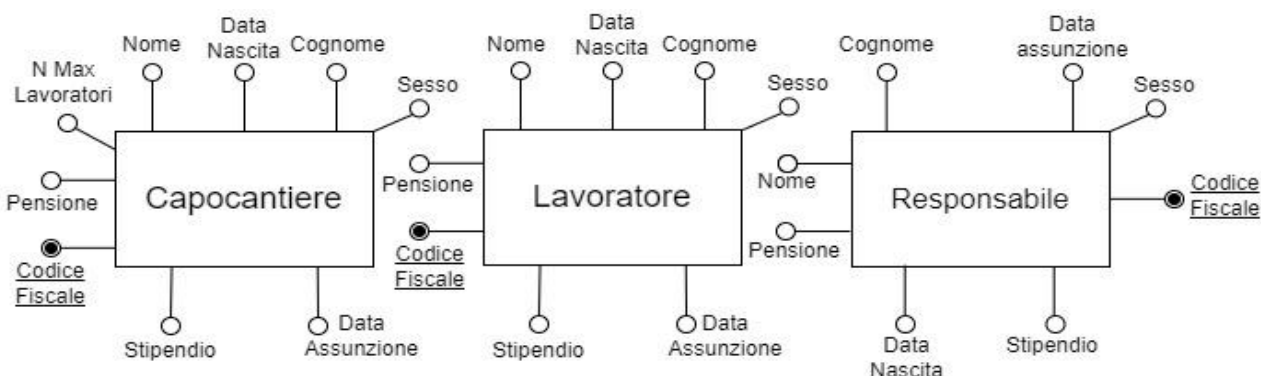 N Max
Lavoratori
Nome
Data
Nascita
Cognome
Sesso
Pensione
Codice
Fiscale
Capocantiere
Stipendio
Data
Assunzione
Nome
Data
Nascita
Cognome
Sesso
Pensione
Codice
Fiscale
Lavoratore
Stipendio
Data
Assunzione
Cognome
Data
assunzione
Sesso
Nome
Pensione
Responsabile
Codice
Fiscale
Data
Nascita
Stipendio